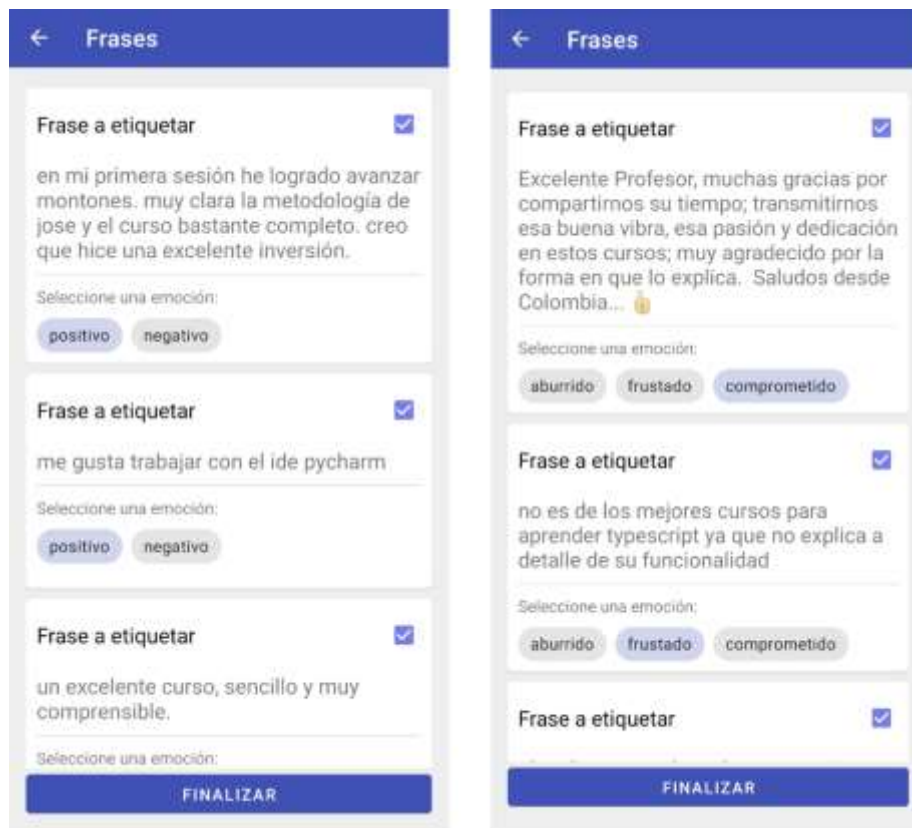 Frases
Frase a etiquetar
en mi primera sesión he logrado avanzar
montones. muy clara la metodología de
jose y el curso bastante completo. creo
que hice una excelente inversión.
Seleccione una emoción:
positivo negativo
Frase a etiquetar
me gusta trabajar con el ide pycharm
Seleccione una emoción:
positivo negativo
Frase a etiquetar
un excelente curso, sencillo y muy
comprensible.
Seleccione una emoción:
FINALIZAR
Frases
Frase a etiquetar
Excelente Profesor, muchas gracias por
compartirnos su tiempo; transmitirnos
esa buena vibra, esa pasión y dedicación
en estos cursos; muy agradecido por la
forma en que lo explica. Saludos desde
Colombia...
Seleccione una emoción:
aburrido frustado comprometido
Frase a etiquetar
no es de los mejores cursos para
aprender typescript ya que no explica a
detalle de su funcionalidad
Seleccione una emoción:
aburrido frustado comprometido
Frase a etiquetar
FINALIZAR